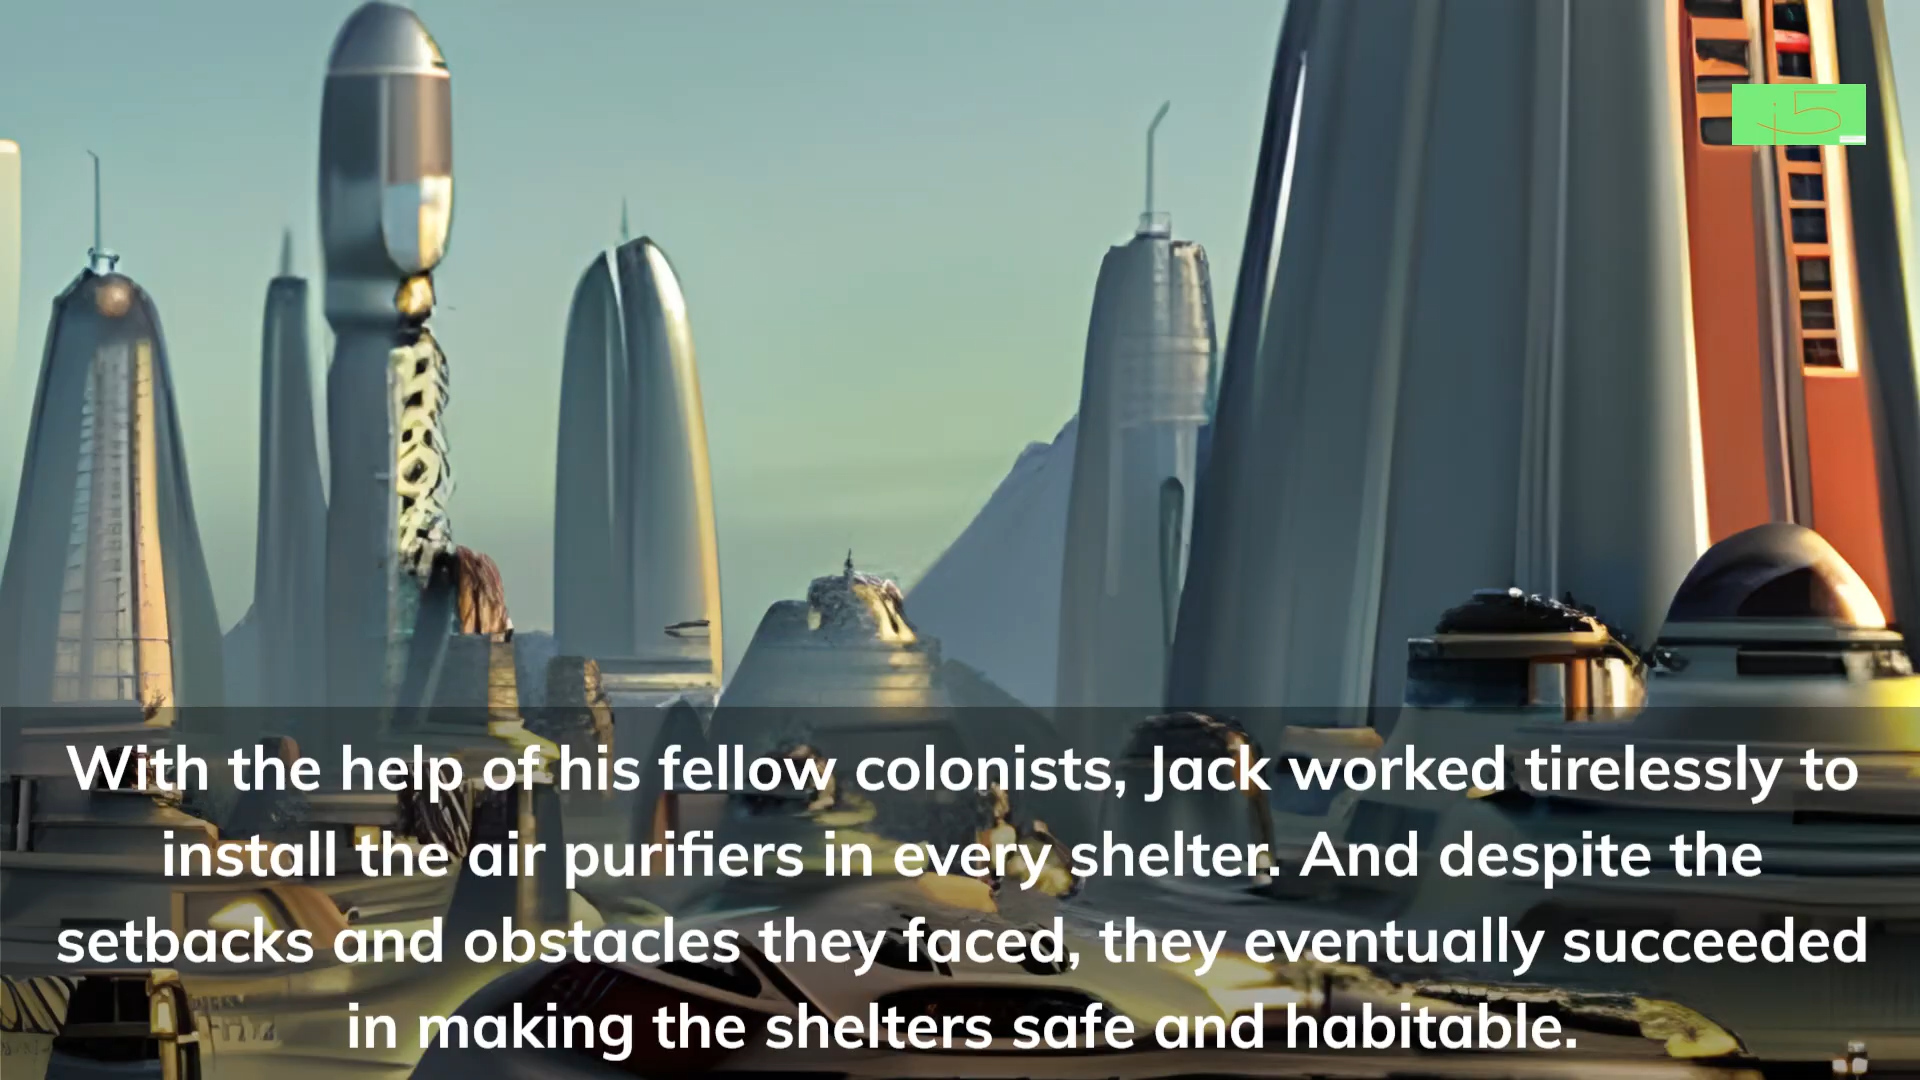 i5
With the help of his fellow colonists, Jack worked tirelessly to
install the air purifiers in every shelter. And despite the
setbacks and obstacles they faced, they eventually succeeded
in making the shelters safe and habitable.